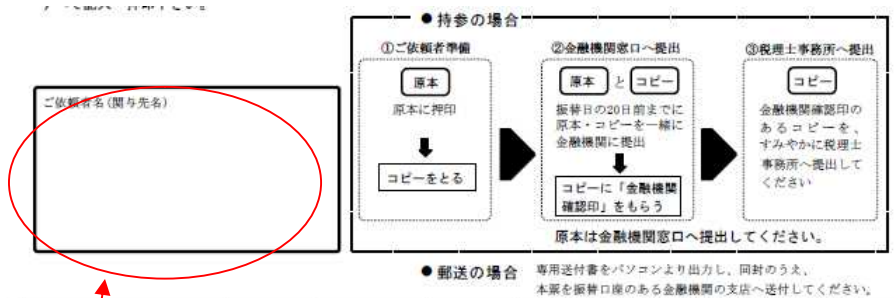 ご依頼者名(関与先名)
●持参の場合
①ご依頼者準備
原本
原本に押印
コピーをとる
②金融機関窓口へ提出
原本 と コピー
振替日の20日前までに
原本・コピーを一緒に
金融機関に提出
コピーに「金融機関
確認印」をもらう
③税理士事務所へ提出
コピー
金融機関確認印の
あるコピーを、
すみやかに税理士
事務所へ提出して
ください
原本は金融機関窓口へ提出してください。
●郵送の場合 専用送付書をパソコンより出力し、同封のうえ、
本票を振替口座のある金融機関の支店へ送付してください。